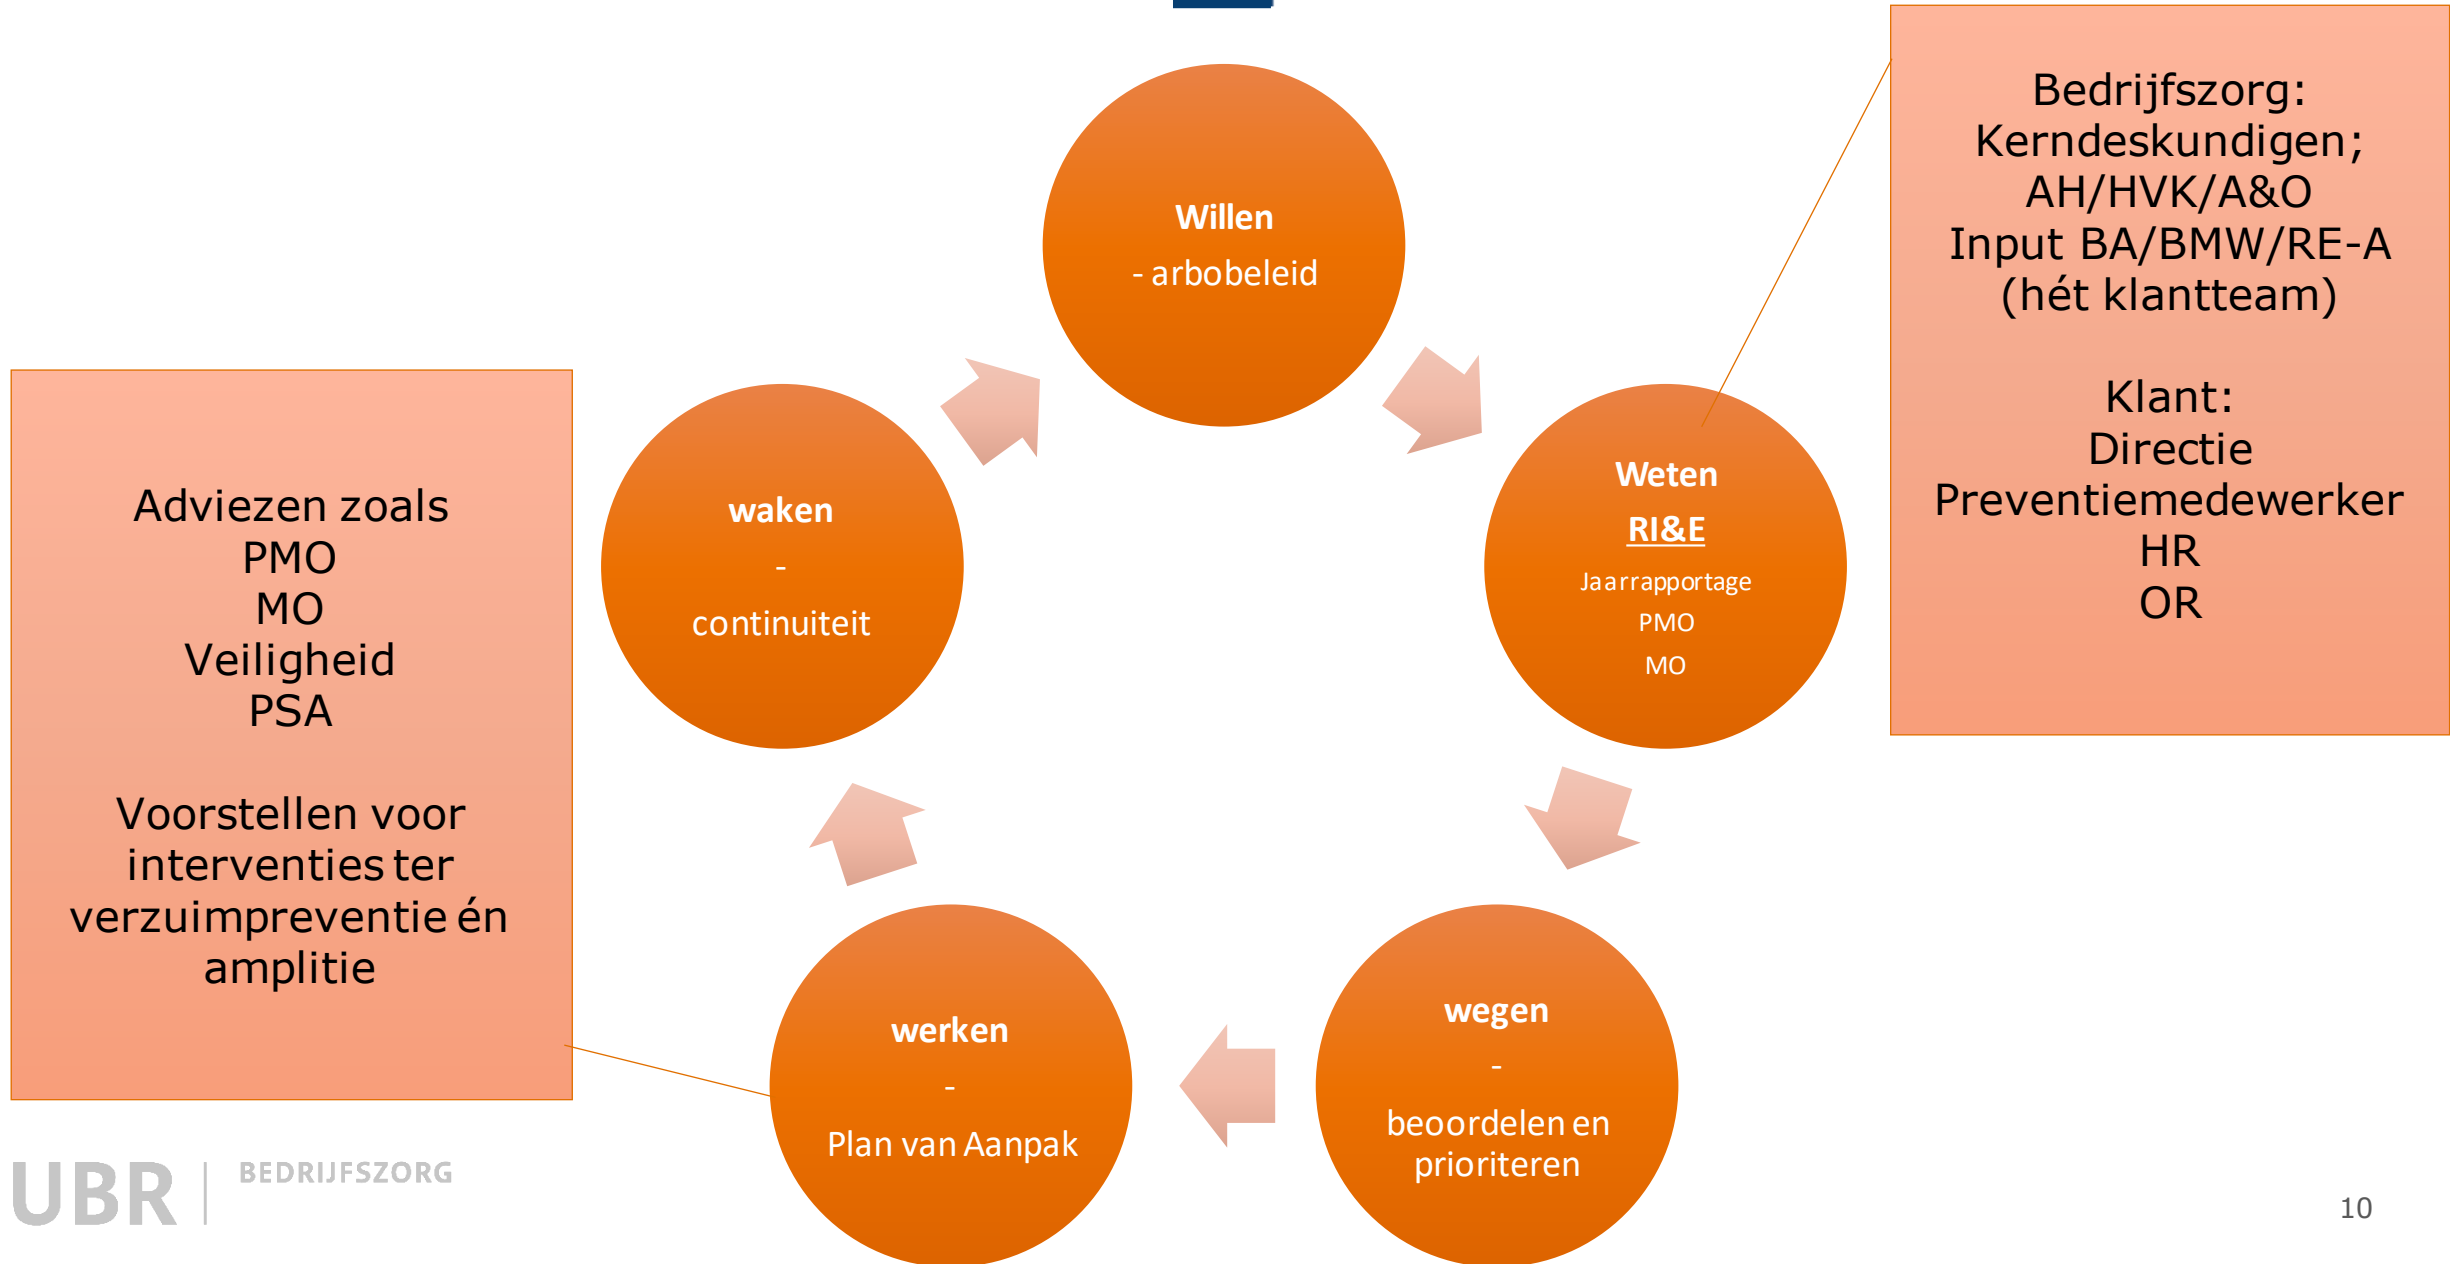 Willen
- arbobeleid
Bedrijfszorg:
Kerndeskundigen;
AH/HVK/A&O
Input BA/BMW/RE-A
(hét klantteam)
Klant:
Directie
Preventiemedewerker
HR
OR
Weten
RI&E
Jaarrapportage
PMO
MO
wegen
-
beoordelen en
prioriteren
werken
-
Plan van Aanpak
waken
-
continuiteit
Adviezen zoals
PMO
MO
Veiligheid
PSA
Voorstellen voor
interventies ter
verzuimpreventie én
amplitie
UBR
BEDRIJFSZORG
10